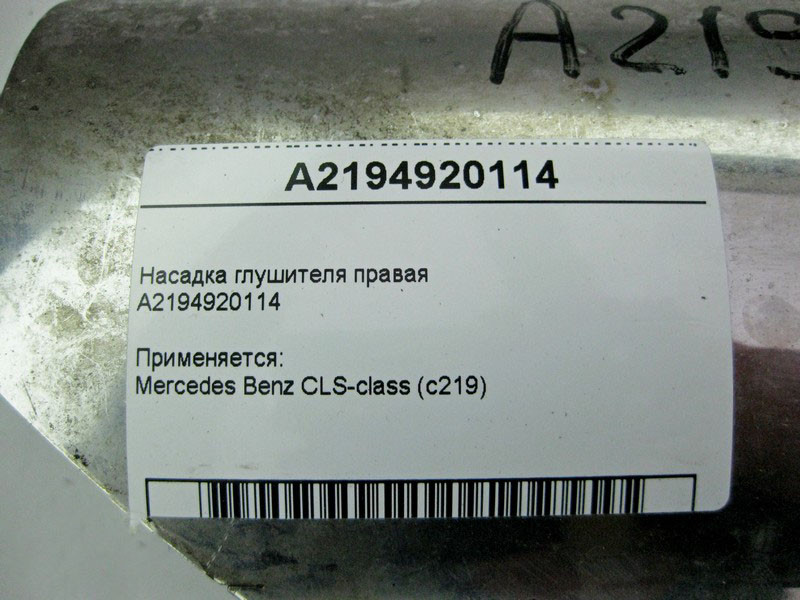 A219
A2194920114
Насадка глушителя правая
A2194920114
Применяется:
Mercedes Benz CLS-class (c219)